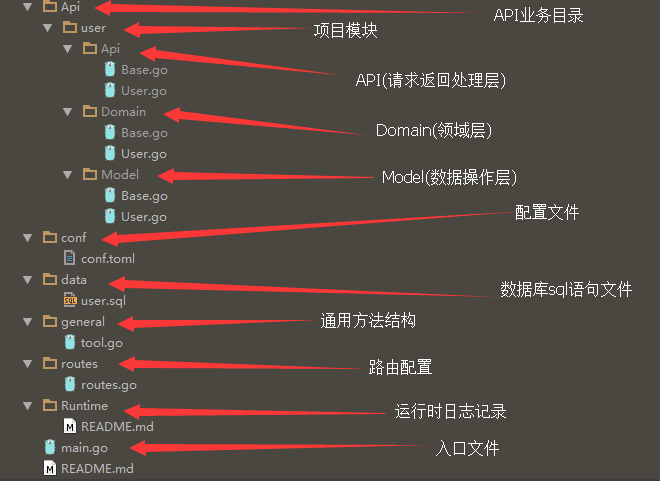 Api
API业务目录
user
项目模块
Api
API(请求返回处理层)
Base.go
User.go
Domain
Domain(领域层)
Base.go
User.go
Model
Model(数据操作层)
Base.go
User.go
配置文件
conf
conf.toml
data
数据库sql语句文件
SQL
user.sql
general
通用方法结构
tool.go
routes
路由配置
routes.go
Runtime
运行时日志记录
M
README.md
main.go
入口文件
M
README.md